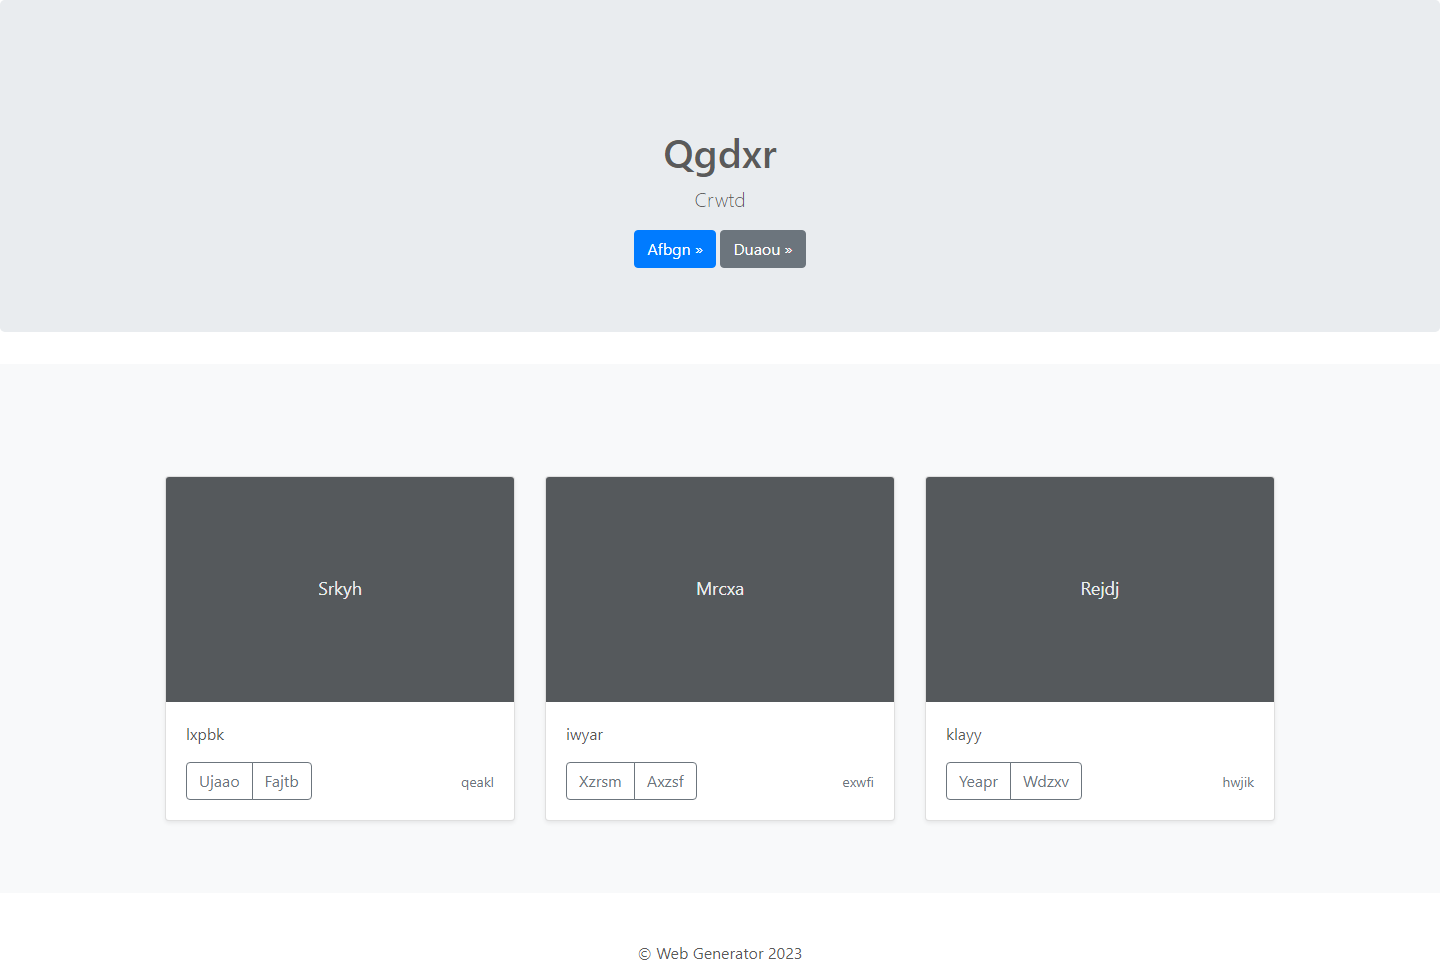 Qgdxr
Crwtd
Afbgn » Duaou »
Srkyh
Mrcxa
Rejdj
lxpbk
iwyar
klayy
Ujaao Fajtb qeakl
Xzrsm Axzsf exwfi
Yeapr Wdzxv hwjik
© Web Generator 2023